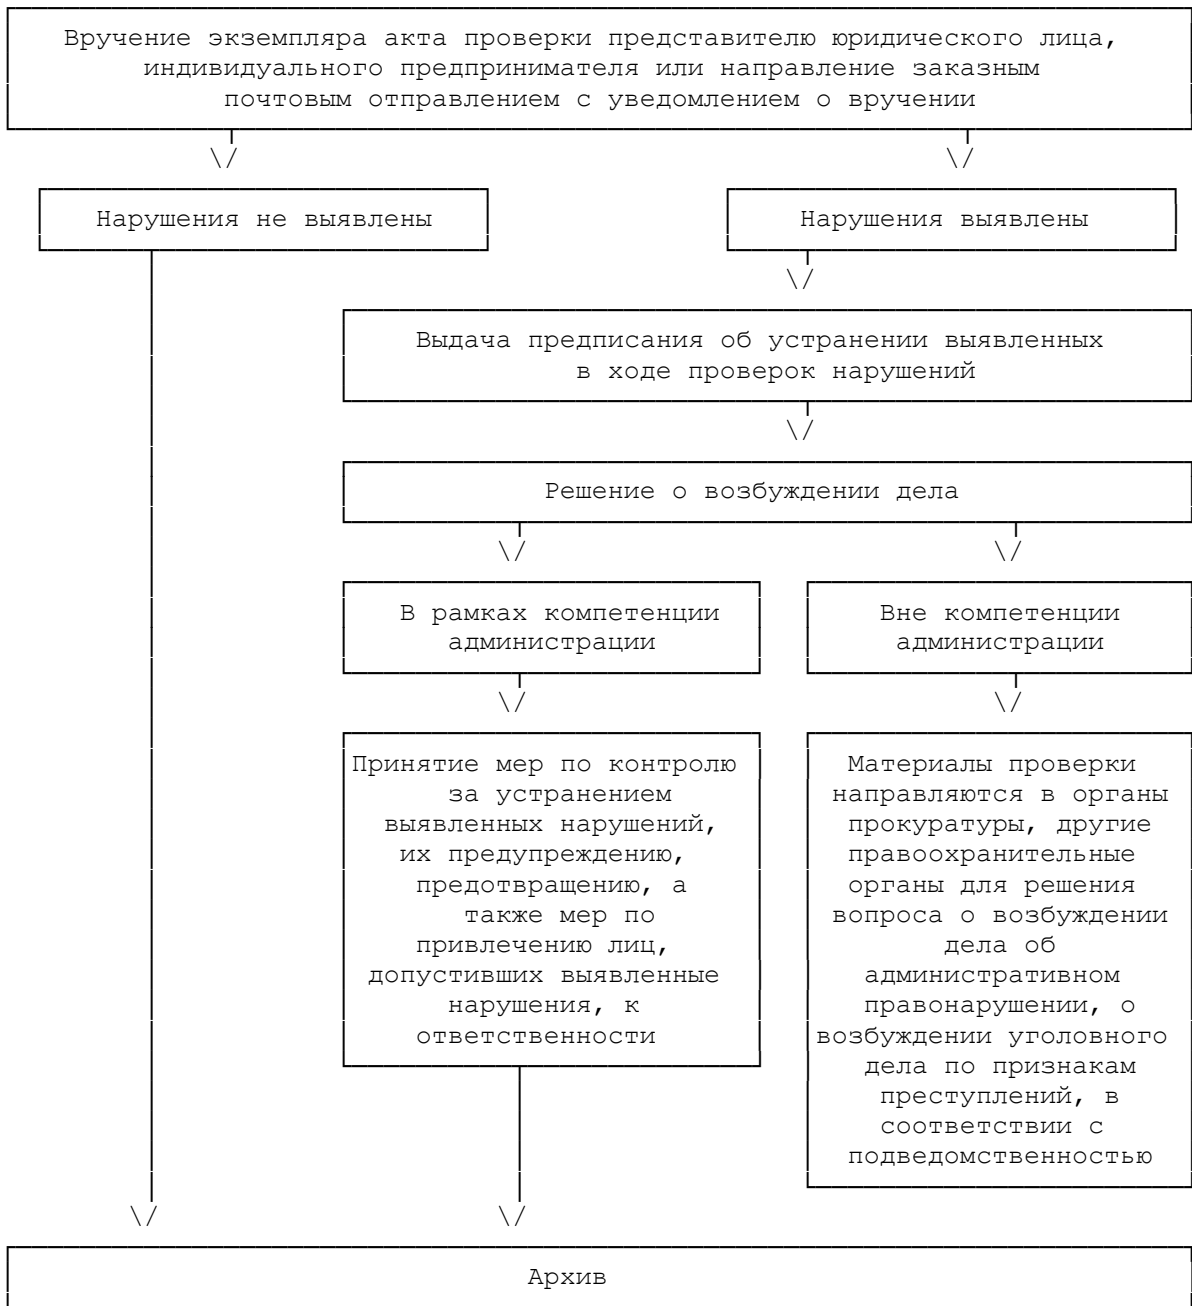 Вручение экземпляра акта проверки представителю юридического лица,
индивидуального предпринимателя или направление заказным
почтовым отправлением с уведомлением о вручении
Нарушения не выявлены
Нарушения выявлены
Выдача предписания об устранении выявленных
в ходе проверок нарушений
Решение о возбуждении дела
В рамках компетенции
администрации
Вне компетенции
администрации
Принятие мер по контролю
за устранением
выявленных нарушений,
их предупреждению,
предотвращению, а
также мер по
привлечению лиц,
допустивших выявленные
нарушения, к
ответственности
Материалы проверки
направляются в органы
прокуратуры, другие
правоохранительные
органы для решения
вопроса о возбуждении
дела об
административном
правонарушении, о
возбуждении уголовного
дела по признакам
преступлений, в
соответствии с
подведомственностью
Архив